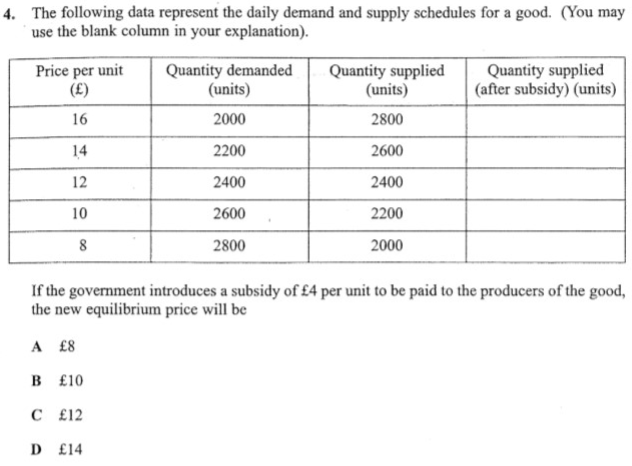 4. The following data represent the daily demand and supply schedules for a good. (You may
use the blank column in your explanation).
Price per unit Quantity demanded Quantity supplied Quantity supplied
(£) (units) (units) (after subsidy) (units)
16 2000 2800
14 2200 2600
12 2400 2400
10 2600 2200
8 2800 2000
If the government introduces a subsidy of £4 per unit to be paid to the producers of the good,
the new equilibrium price will be
A £8
B £10
C £12
D £14